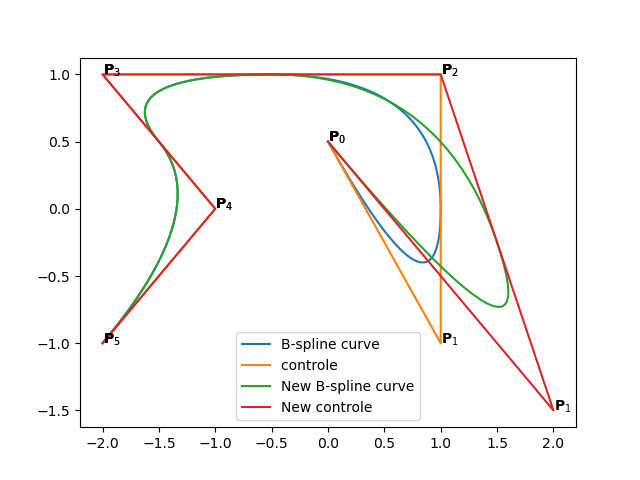 1.0
0.5
0.0
−0.5
−1.0
−1.5
−2.0 −1.5 −1.0 −0.5 0.0 0.5 1.0 1.5 2.0
P₃
P₂
P₀
P₄
P₅
P₁
P₁
B-spline curve
controle
New B-spline curve
New controle